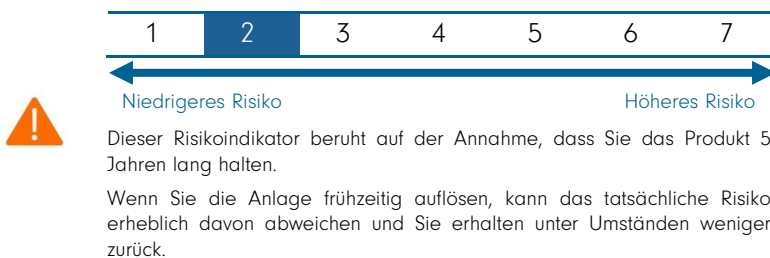 1 2 3 4 5 6 7
Niedrigeres Risiko Höheres Risiko
Dieser Risikoindikator beruht auf der Annahme, dass Sie das Produkt 5
Jahren lang halten.
Wenn Sie die Anlage frühzeitig auflösen, kann das tatsächliche Risiko
erheblich davon abweichen und Sie erhalten unter Umständen weniger
zurück.